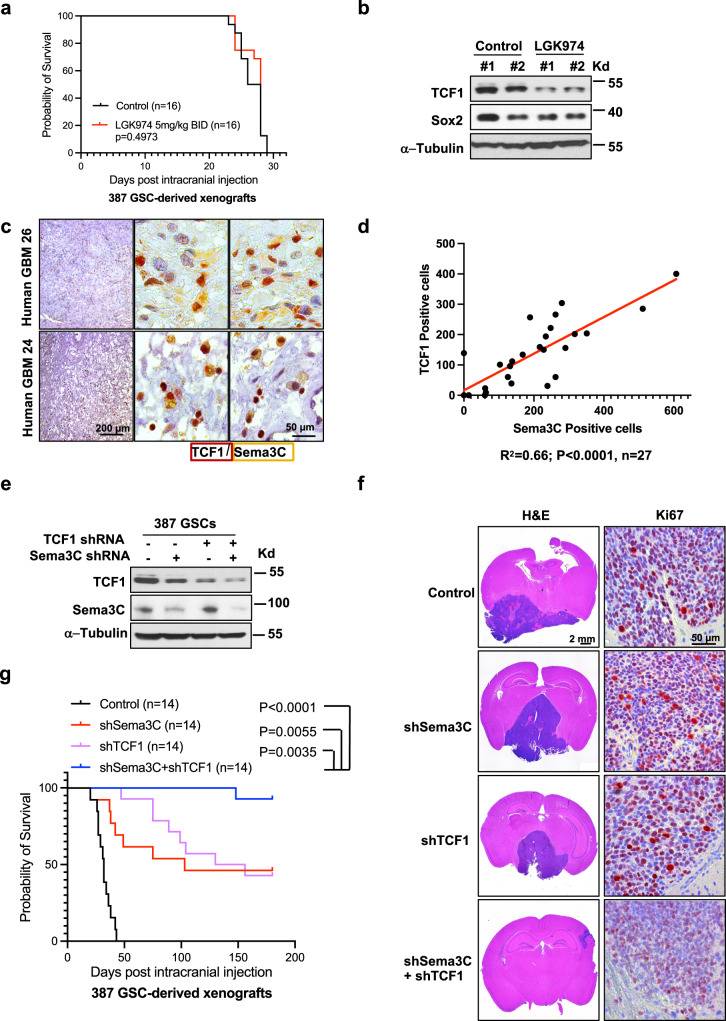 a
Probability of Survival
100
80
60
40
20
0
Control (n=16)
LGK974 5mg/kg BID (n=16)
p=0.4973
0 10 20 30
Days post intracranial injection
387 GSC-derived xenografts
b
Control LGK974
#1 #2 #1 #2 Kd
TCF1 55
Sox2 40
α−Tubulin 55
c
Human GBM 26
Human GBM 24
200 μm
50 μm
TCF1/Sema3C
d
TCF1 Positive cells
500
400
300
200
100
0
0 200 400 600
Sema3C Positive cells
R²=0.66; P<0.0001, n=27
e
387 GSCs
TCF1 shRNA - - + +
Sema3C shRNA - + - + Kd
TCF1 55
Sema3C 100
α−Tubulin 55
f
H&E Ki67
Control
2 mm
50 μm
shSema3C
shTCF1
shSema3C
+ shTCF1
g
Control (n=14)
shSema3C (n=14)
shTCF1 (n=14)
shSema3C+shTCF1 (n=14)
P<0.0001
P=0.0055
P=0.0035
Probability of Survival
100
50
0
0 50 100 150 200
Days post intracranial injection
387 GSC-derived xenografts